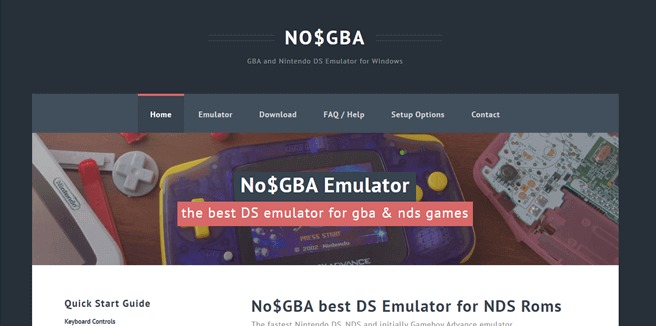 NO$GBA
GBA and Nintendo DS Emulator for Windows
Home Emulator Download FAQ / Help Setup Options Contact
No$GBA Emulator
the best DS emulator for gba & nds games
PRESS START
© 2002 Nintendo
ADVANCE
Nintendo
Quick Start Guide
No$GBA best DS Emulator for NDS Roms
Keyboard Controls
The fastest Nintendo DS, NDS and initially Gameboy Advance emulator